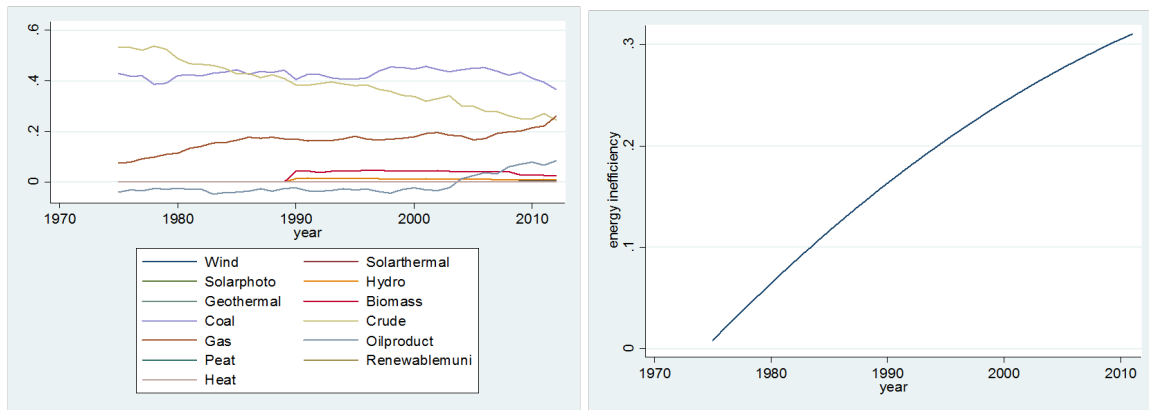 .6
.4
.2
0
1970 1980 1990 2000 2010
year
Wind Solarthermal
Solarphoto Hydro
Geothermal Biomass
Coal Crude
Gas Oilproduct
Peat Renewablemuni
Heat
energy inefficiency
.3
.2
.1
0
1970 1980 1990 2000 2010
year